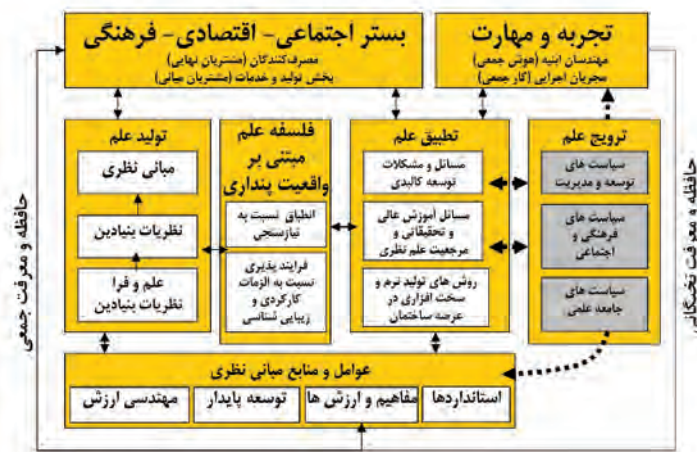 تجربه و مهارت
مهندسان ابنیه (هوش جمعی)
مجریان اجرایی (کار جمعی)
بستر اجتماعی- اقتصادی- فرهنگی
مصرف‌کنندگان (مشتریان نهایی)
بخش تولید و خدمات (مشتریان میانی)
ترویج علم
سیاست های
توسعه و مدیریت
سیاست های
فرهنگی و
اجتماعی
سیاست های
جامعه علمی
تطبیق علم
مسائل و مشکلات
توسعه کالبدی
مسائل آموزش عالی
و تحقیقاتی و
مرجعیت علم نظری
روش های تولید نرم و
سخت افزاری در
عرصه ساختمان
فلسفه علم
مبتنی بر
واقعیت پنداری
انطباق نسبت به
نیازسنجی
فرایند پذیری
نسبت به الزامات
کارکردی و
زیبایی شناسی
تولید علم
مبانی نظری
نظریات بنیادین
علم و فرا
نظریات بنیادین
عوامل و منابع مبانی نظری
استانداردها
مفاهیم و ارزش ها
توسعه پایدار
مهندسی ارزش
حافظه و معرفت نخبگانی
حافظه و معرفت جمعی